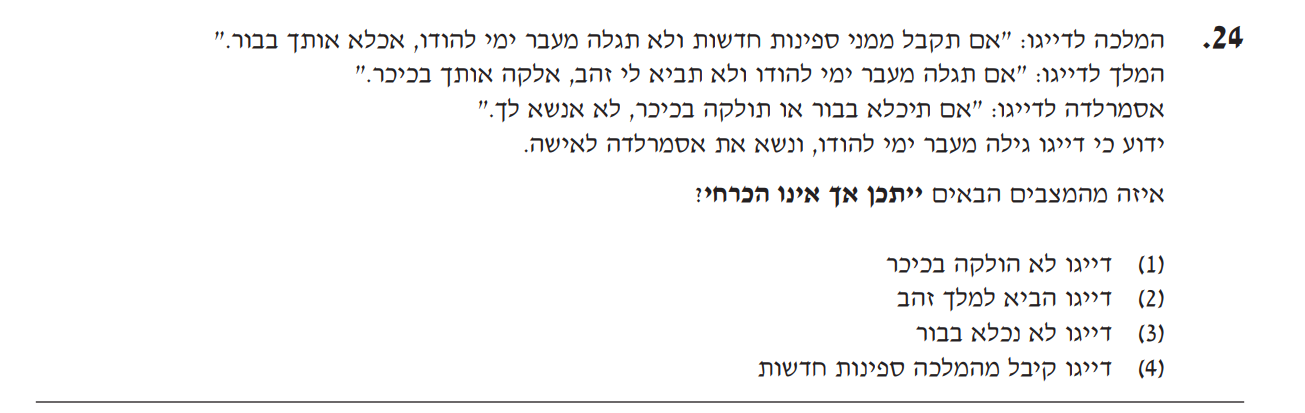 24. המלכה לדייגו: "אם תקבל ממני ספינות חדשות ולא תגלה מעבר ימי להודו, אכלא אותך בבור."
המלך לדייגו: "אם תגלה מעבר ימי להודו ולא תביא לי זהב, אלקה אותך בכיכר."
אסמרלדה לדייגו: "אם תיכלא בבור או תולקה בכיכר, לא אנשא לך."
ידוע כי דייגו גילה מעבר ימי להודו, ונשא את אסמרלדה לאישה.
איזה מהמצבים הבאים ייתכן אך אינו הכרחי?
(1) דייגו לא הולקה בכיכר
(2) דייגו הביא למלך זהב
(3) דייגו לא נכלא בבור
(4) דייגו קיבל מהמלכה ספינות חדשות